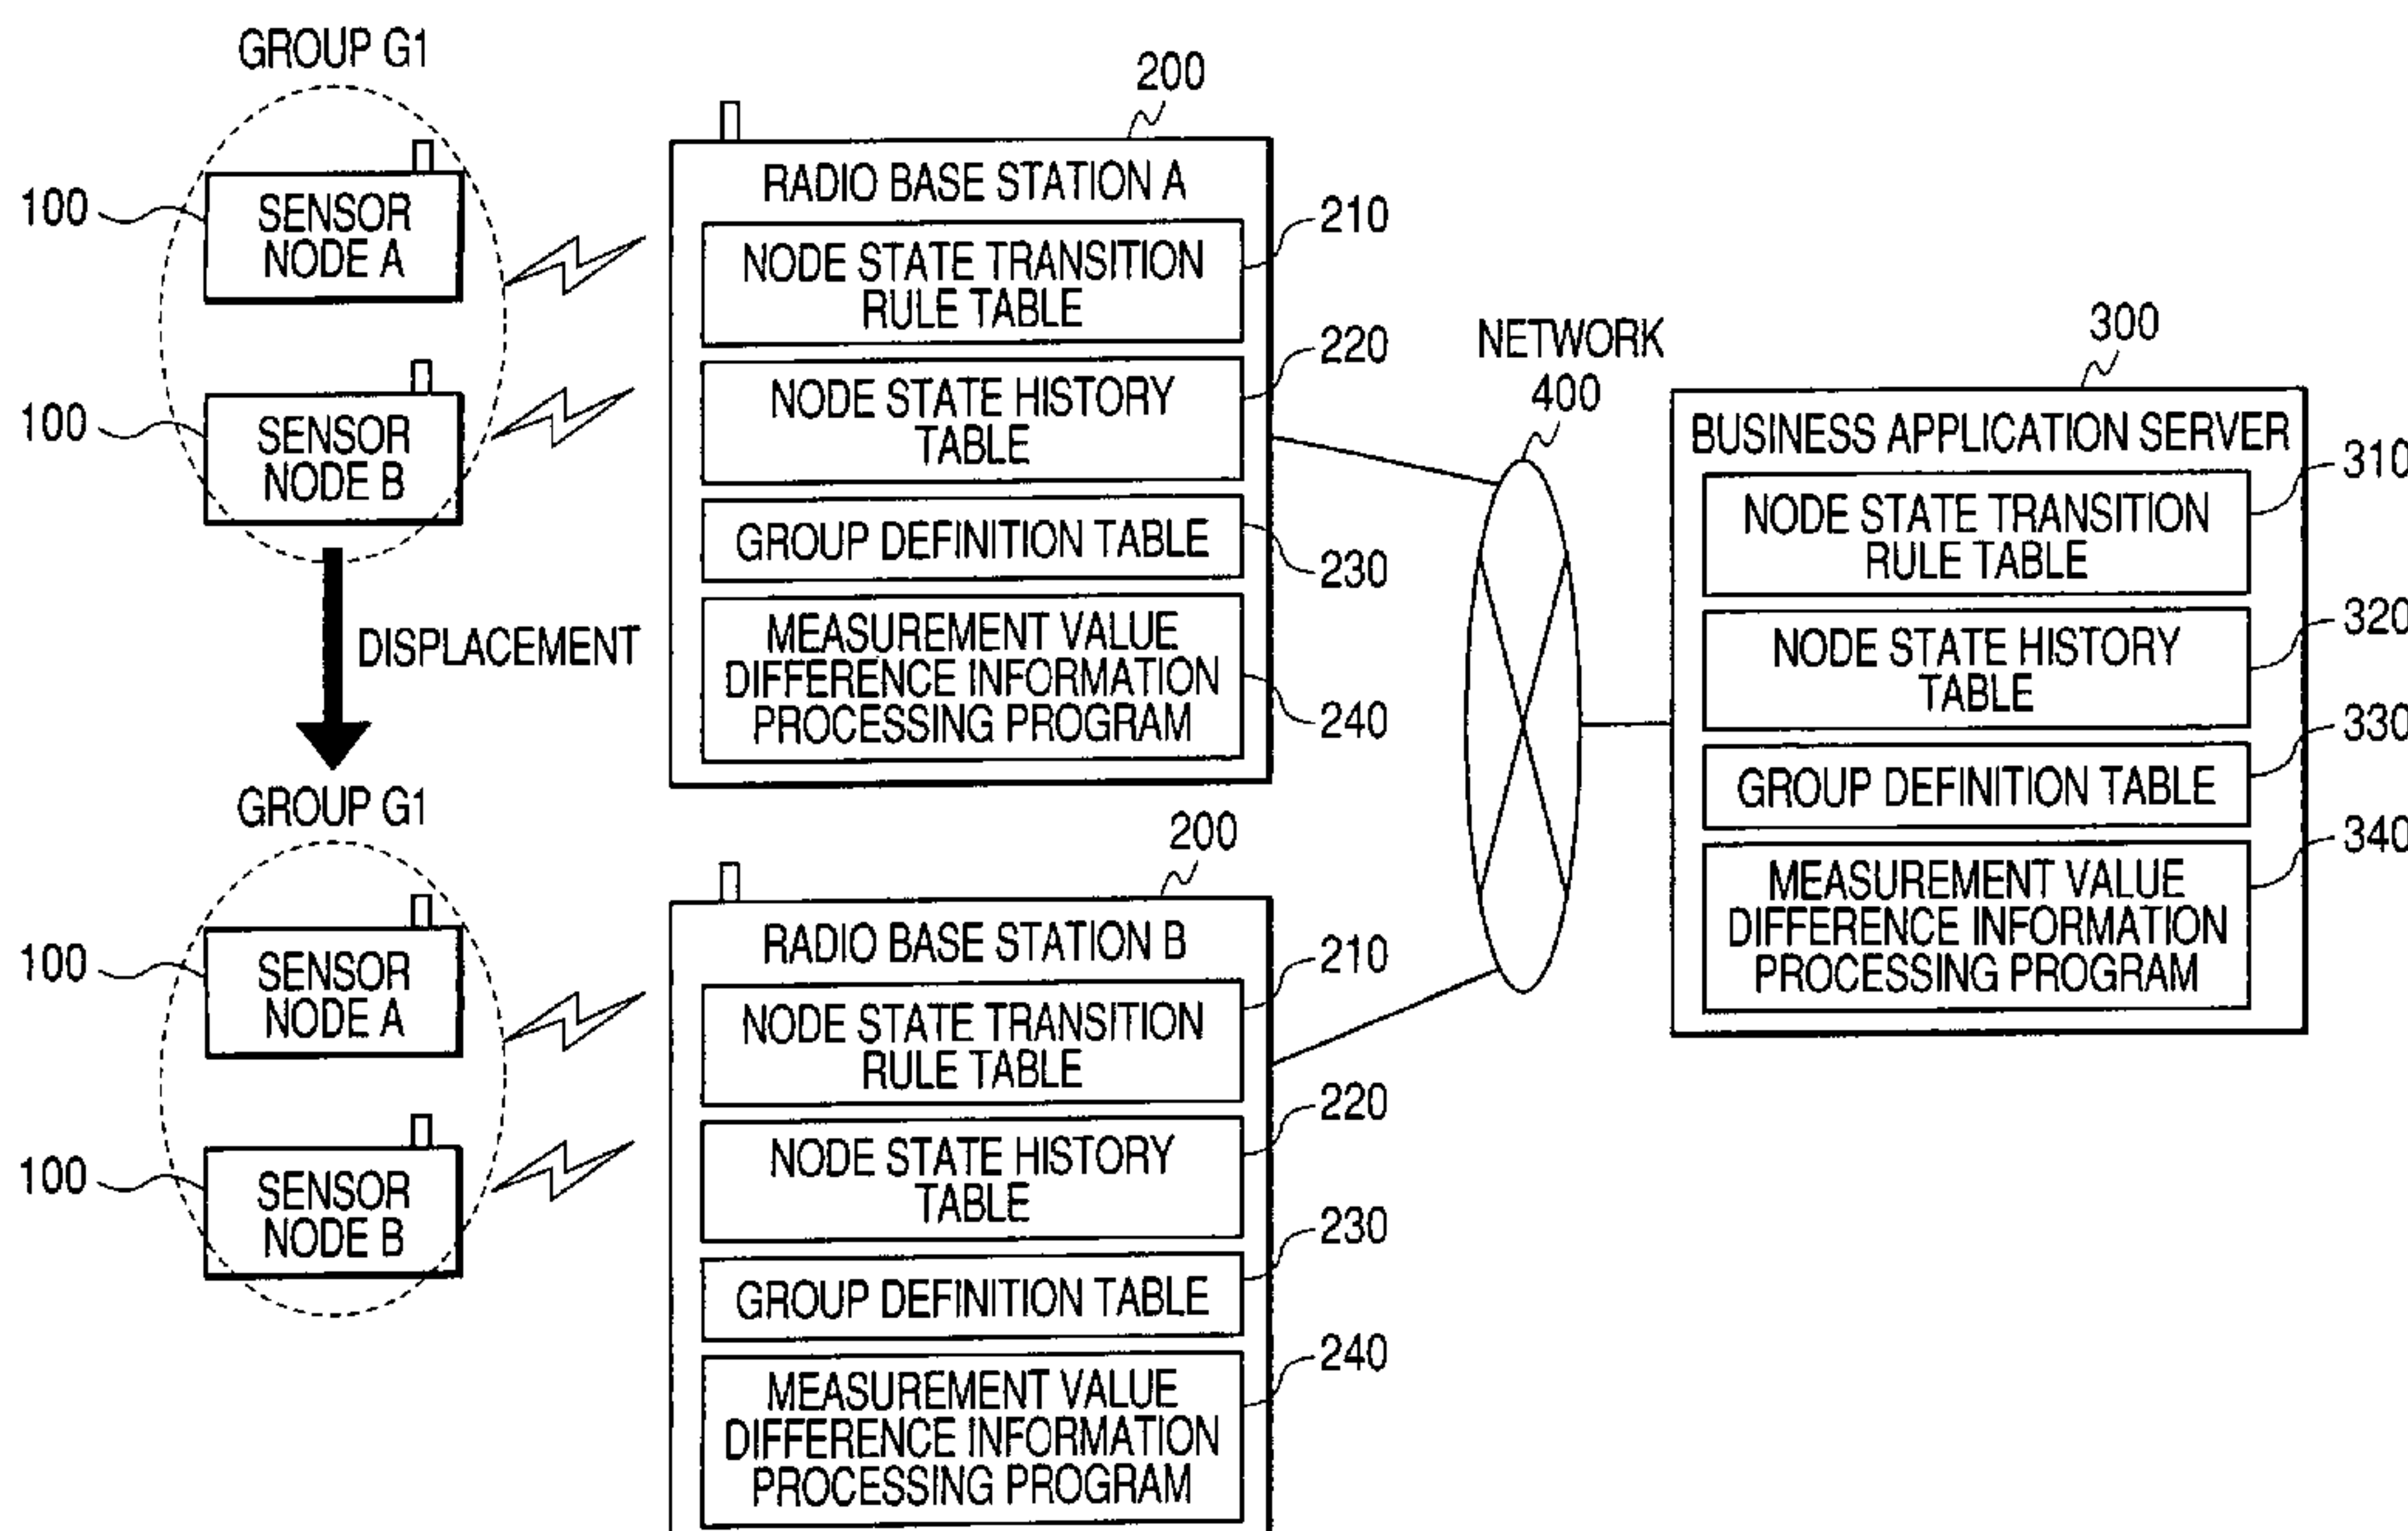 GROUP G1
100
SENSOR
NODE A
100
SENSOR
NODE B
DISPLACEMENT
GROUP G1
100
SENSOR
NODE A
100
SENSOR
NODE B
200
RADIO BASE STATION A
210
NODE STATE TRANSITION
RULE TABLE
220
NODE STATE HISTORY
TABLE
GROUP DEFINITION TABLE
230
MEASUREMENT VALUE
DIFFERENCE INFORMATION
PROCESSING PROGRAM
240
200
RADIO BASE STATION B
210
NODE STATE TRANSITION
RULE TABLE
220
NODE STATE HISTORY
TABLE
230
GROUP DEFINITION TABLE
240
MEASUREMENT VALUE
DIFFERENCE INFORMATION
PROCESSING PROGRAM
NETWORK
400
300
BUSINESS APPLICATION SERVER
310
NODE STATE TRANSITION
RULE TABLE
320
NODE STATE HISTORY
TABLE
330
GROUP DEFINITION TABLE
340
MEASUREMENT VALUE
DIFFERENCE INFORMATION
PROCESSING PROGRAM